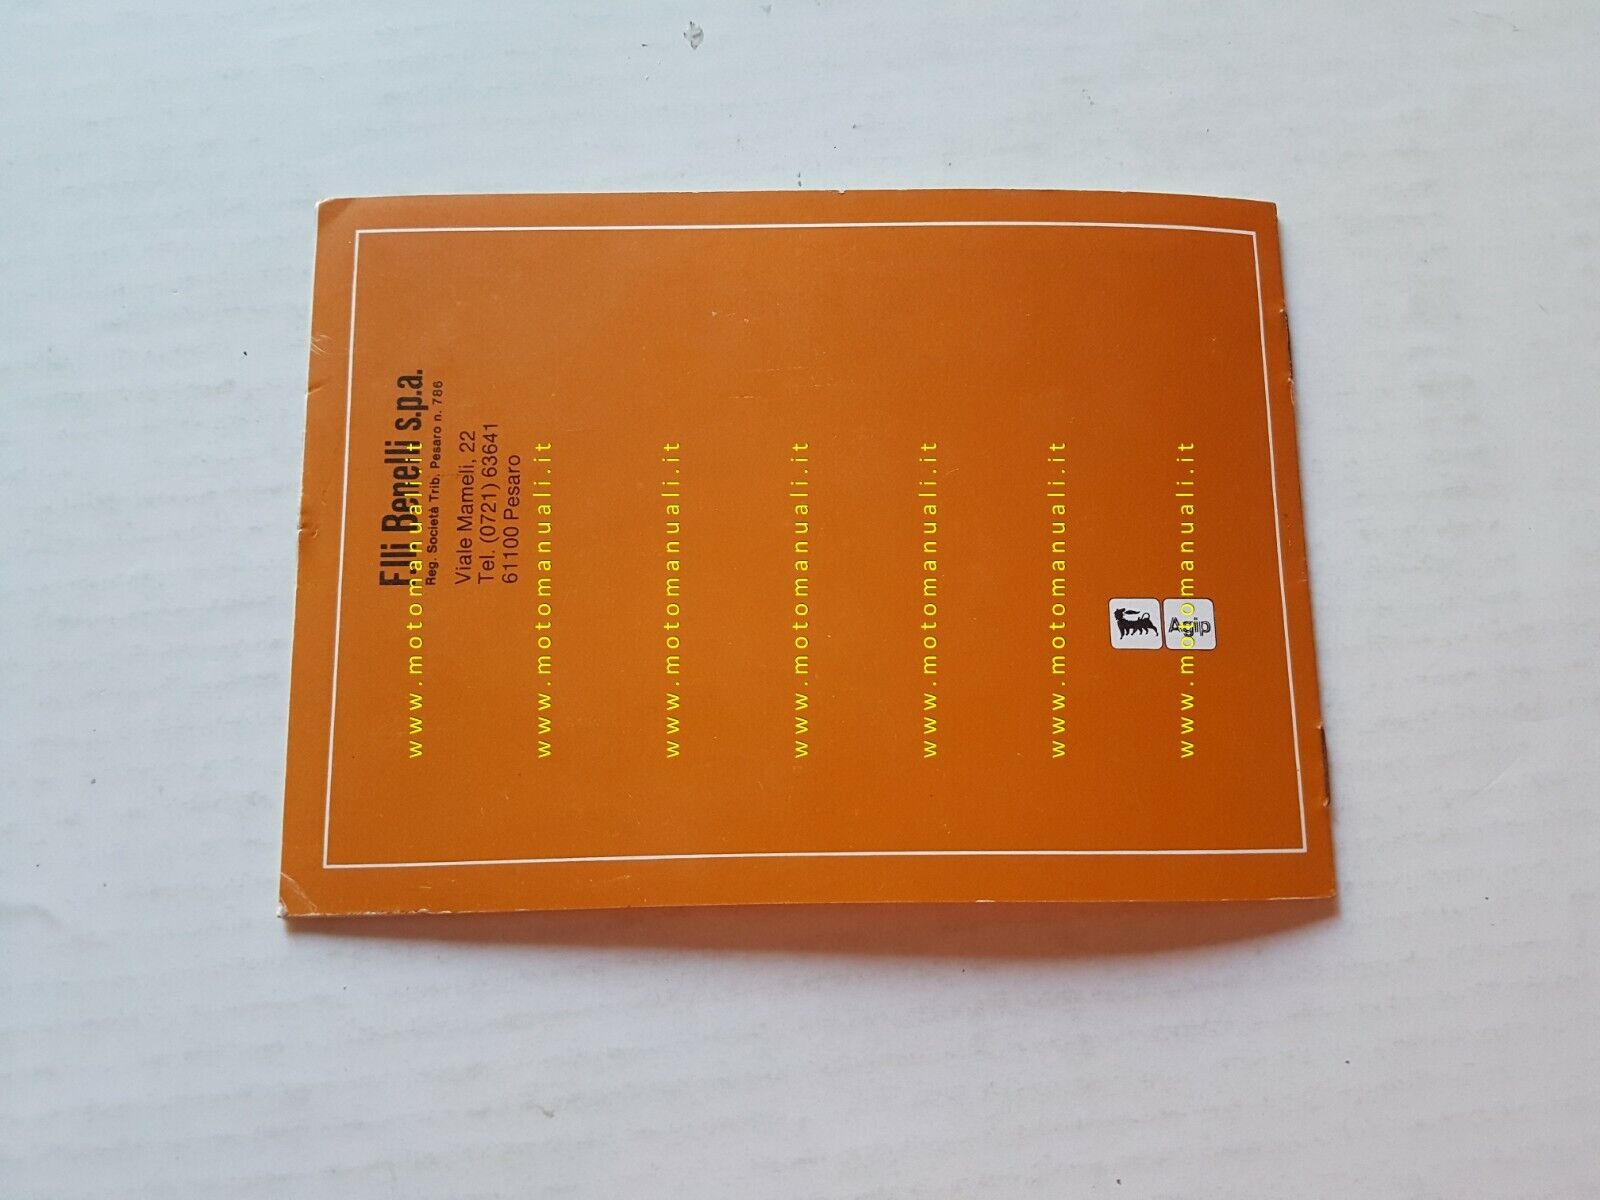 F.lli Benelli s.p.a.
Reg. Società Trib. Pesaro n. 786
Viale Mameli, 22
Tel. (0721) 63641
61100 Pesaro
www.motomanuali.it
www.motomanuali.it
www.motomanuali.it
www.motomanuali.it
www.motomanuali.it
www.motomanuali.it
www.motomanuali.it
Agip